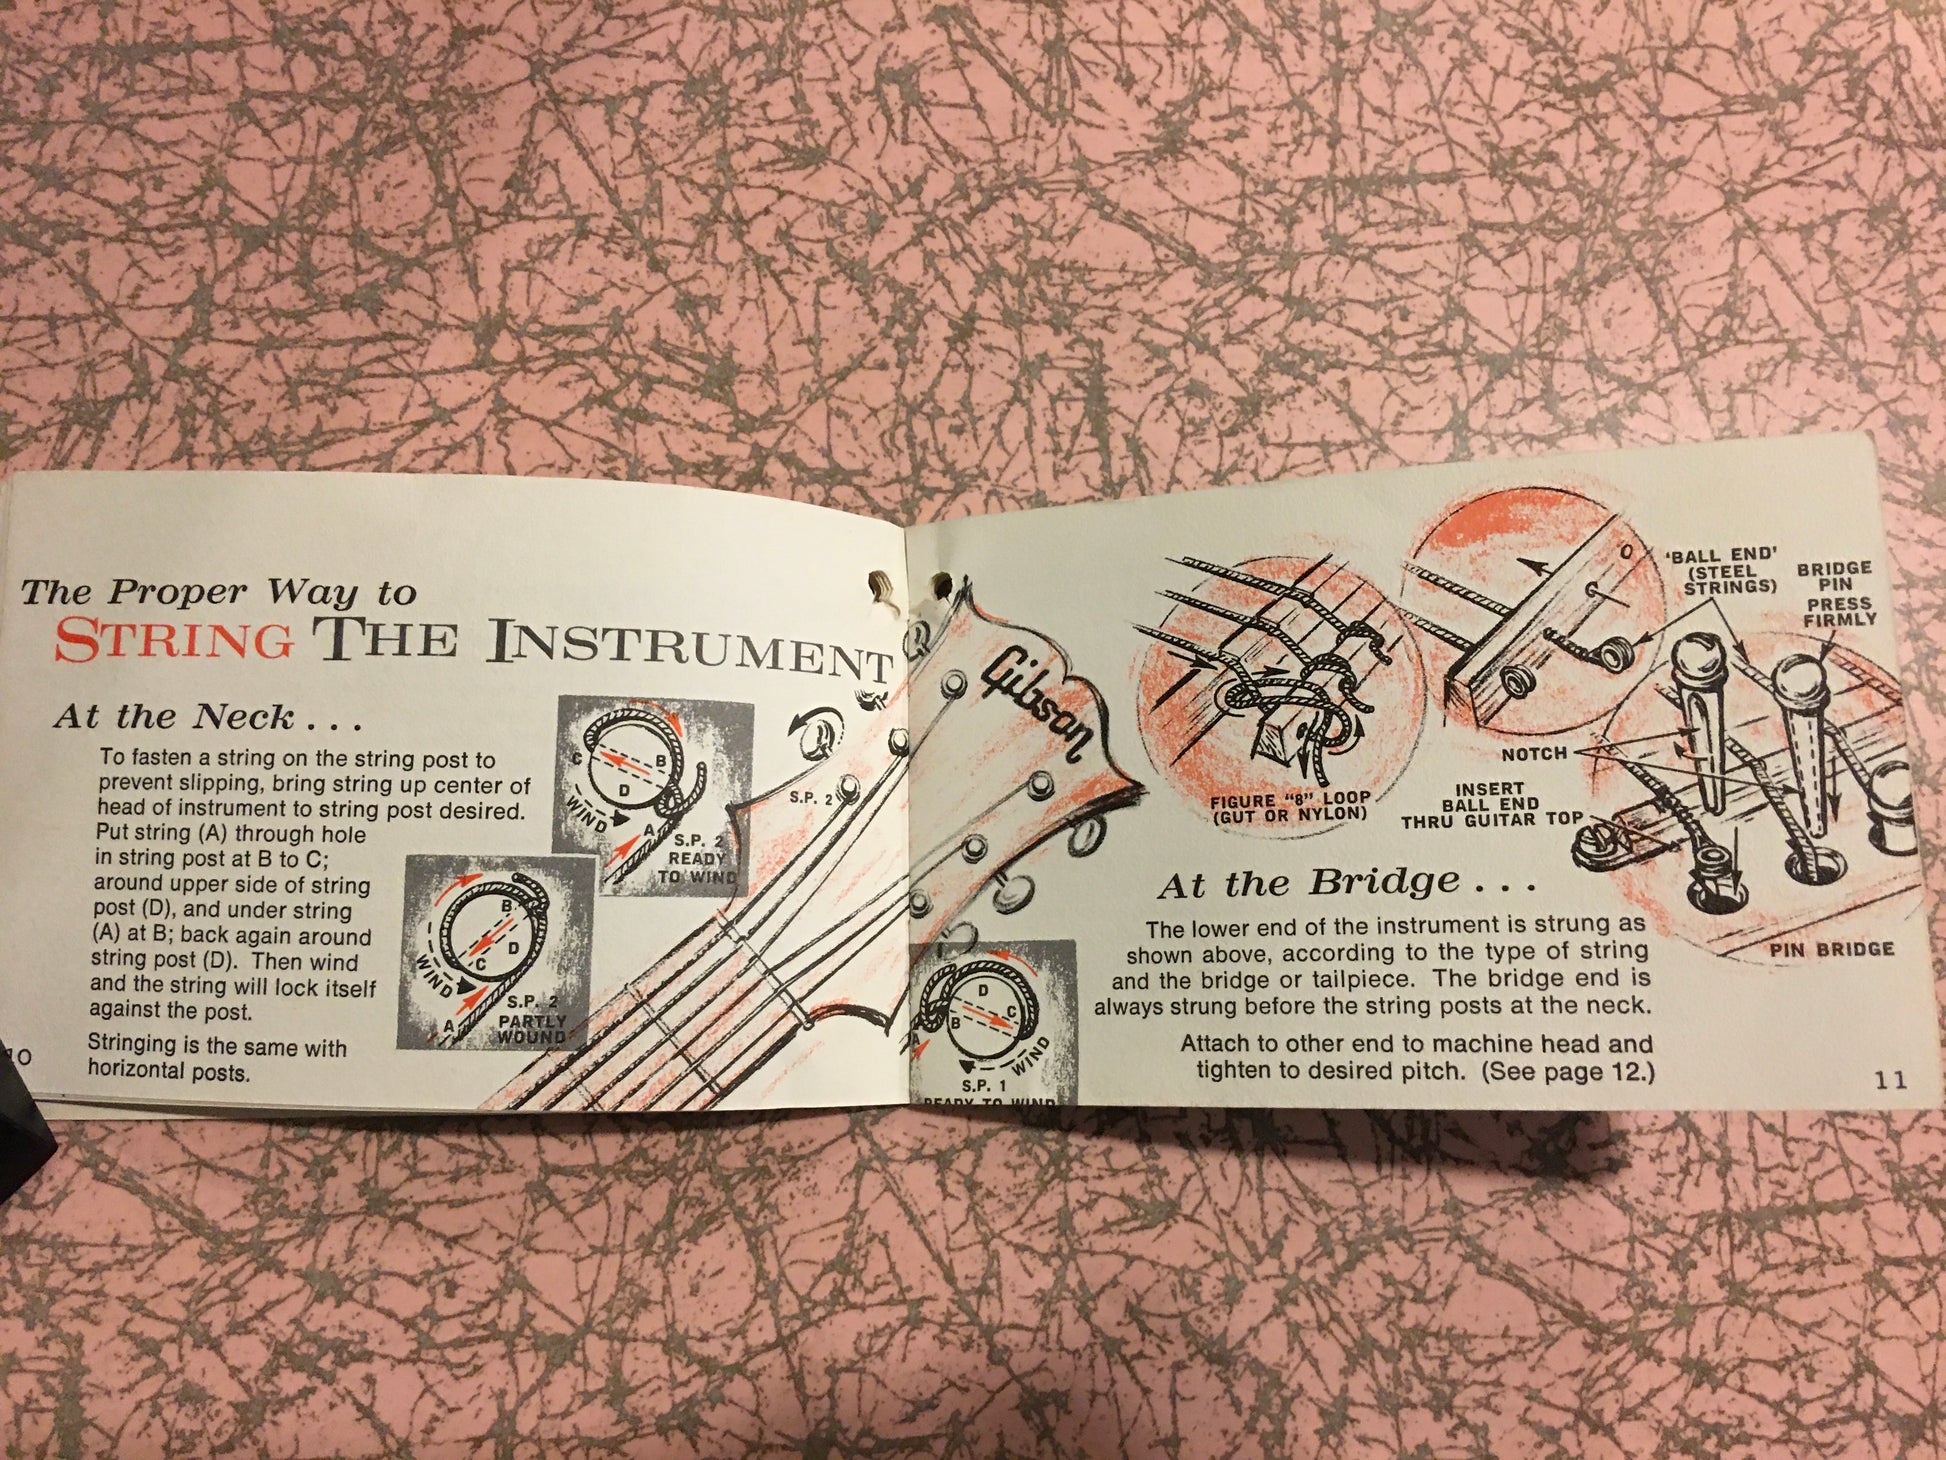 The Proper Way to
STRING THE INSTRUMENT
At the Neck . . .
To fasten a string on the string post to
prevent slipping, bring string up center of
head of instrument to string post desired.
Put string (A) through hole
in string post at B to C;
around upper side of string
post (D), and under string
(A) at B; back again around
string post (D). Then wind
and the string will lock itself
against the post.
Stringing is the same with
horizontal posts.
10
C
B
D
A
WIND
S.P. 2
READY
TO WIND
B
D
C
A
WIND
S.P. 2
PARTLY
WOUND
S.P. 2
Gibson
D
C
B
A
WIND
S.P. 1
READY TO WIND
FIGURE "8" LOOP
(GUT OR NYLON)
'BALL END'
(STEEL
STRINGS)
BRIDGE
PIN
PRESS
FIRMLY
NOTCH
INSERT
BALL END
THRU GUITAR TOP
PIN BRIDGE
At the Bridge . . .
The lower end of the instrument is strung as
shown above, according to the type of string
and the bridge or tailpiece. The bridge end is
always strung before the string posts at the neck.
Attach to other end to machine head and
tighten to desired pitch. (See page 12.)
11